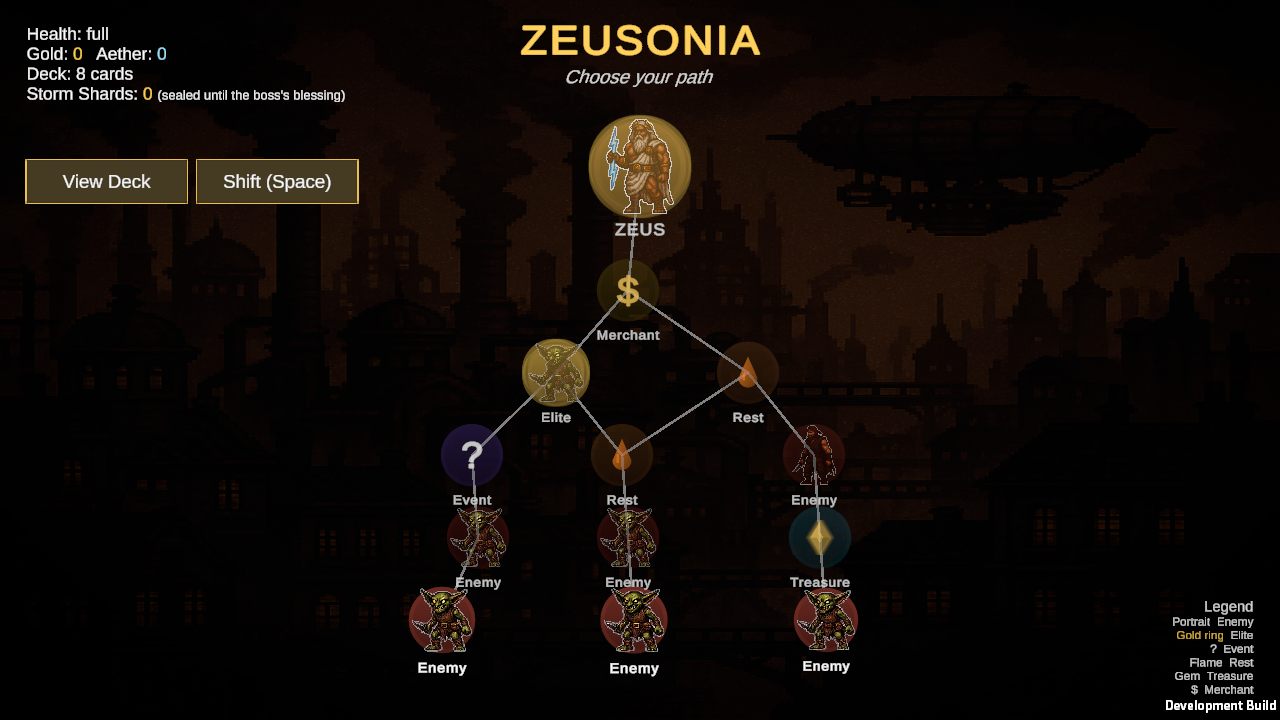 Health: full
Gold: 0 Aether: 0
Deck: 8 cards
Storm Shards: 0 (sealed until the boss's blessing)
View Deck
Shift (Space)
ZEUSONIA
Choose your path
ZEUS
$
Merchant
Elite
Rest
?
Event
Rest
Enemy
Enemy
Enemy
Treasure
Enemy
Enemy
Enemy
Legend
Portrait Enemy
Gold ring Elite
? Event
Flame Rest
Gem Treasure
$ Merchant
Development Build